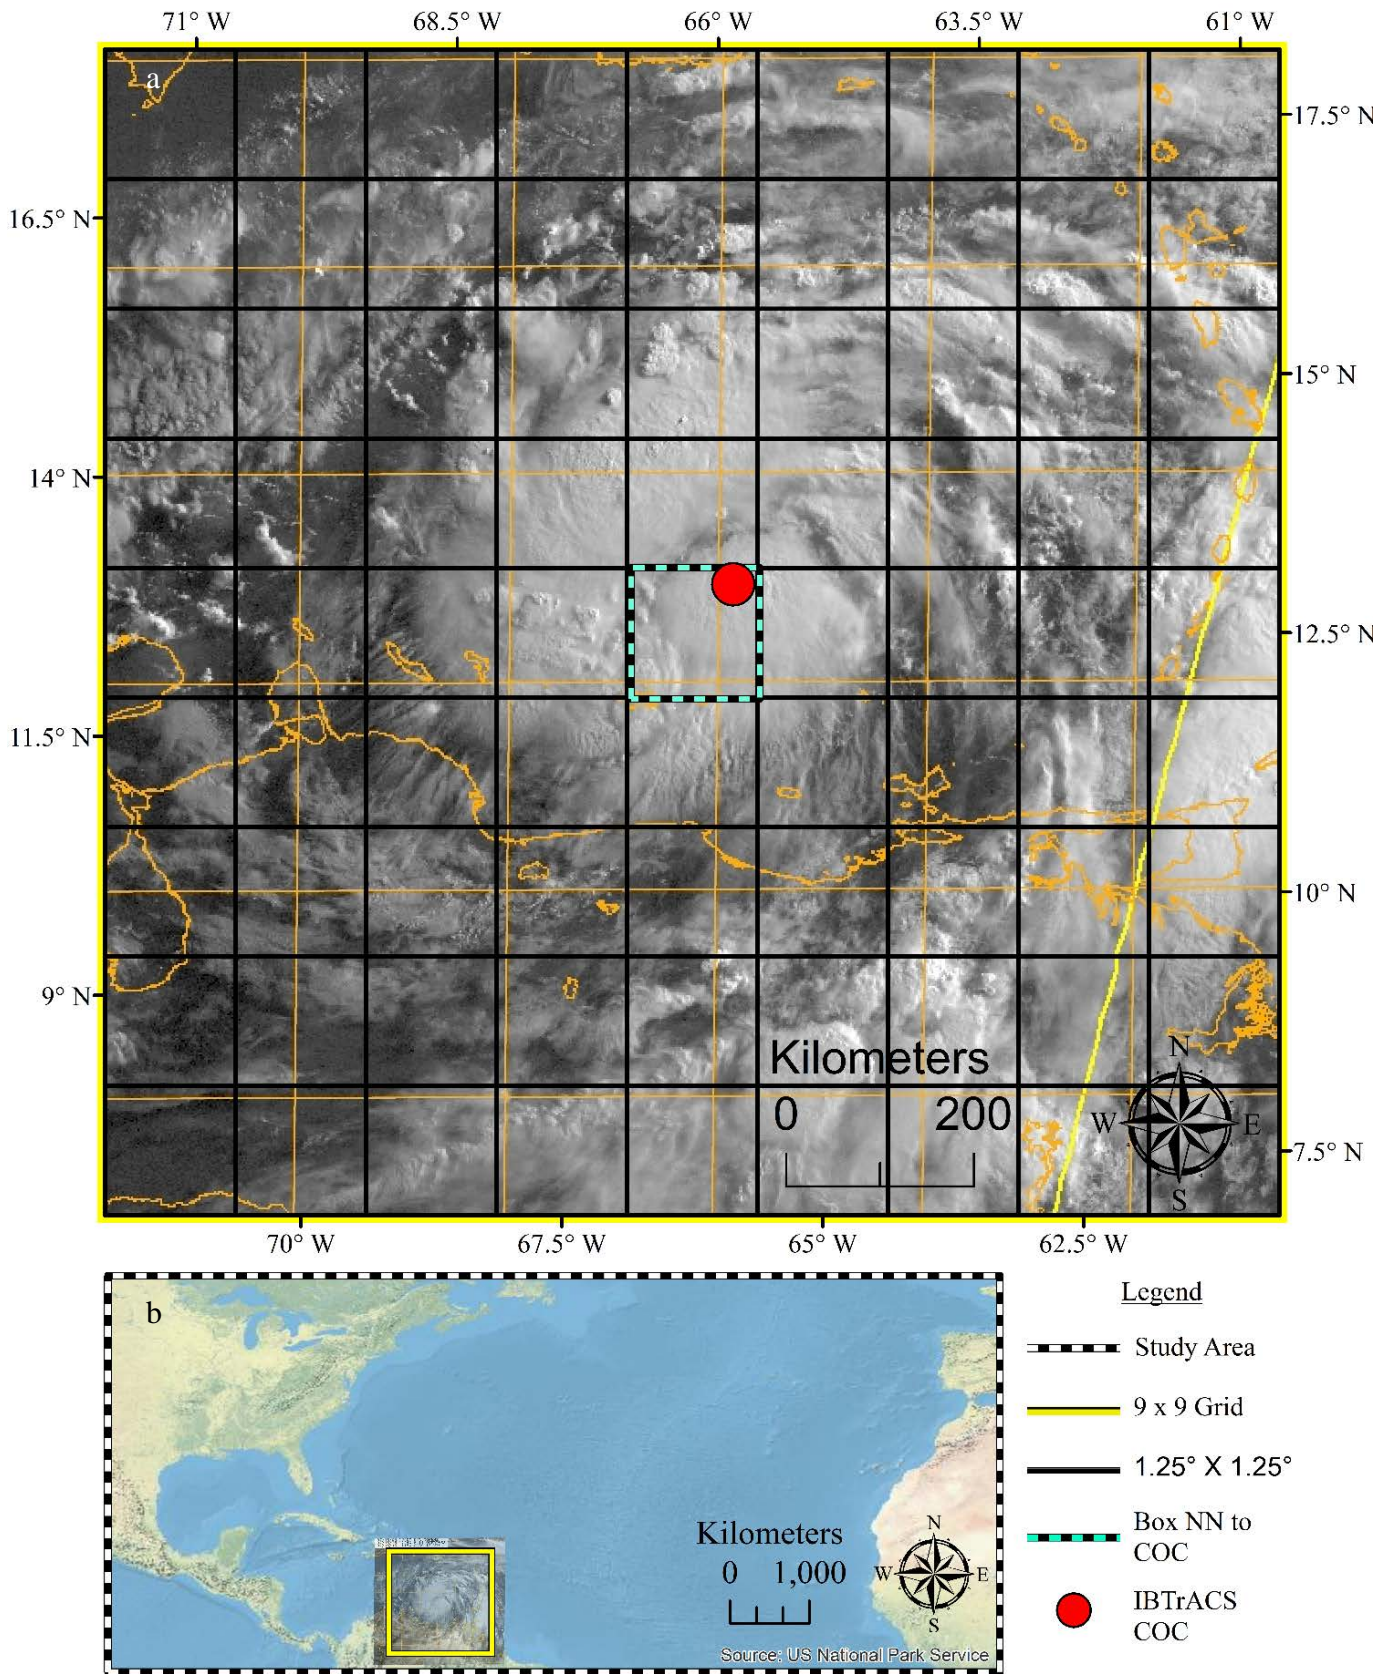 71° W 68.5° W 66° W 63.5° W 61° W
a
17.5° N
16.5° N
15° N
14° N
12.5° N
11.5° N
10° N
9° N
Kilometers
0 200
N
W E
S
7.5° N
70° W 67.5° W 65° W 62.5° W
b
Kilometers
0 1,000
N
W E
S
Source: US National Park Service
Legend
Study Area
9 x 9 Grid
1.25° X 1.25°
Box NN to
COC
IBTrACS
COC